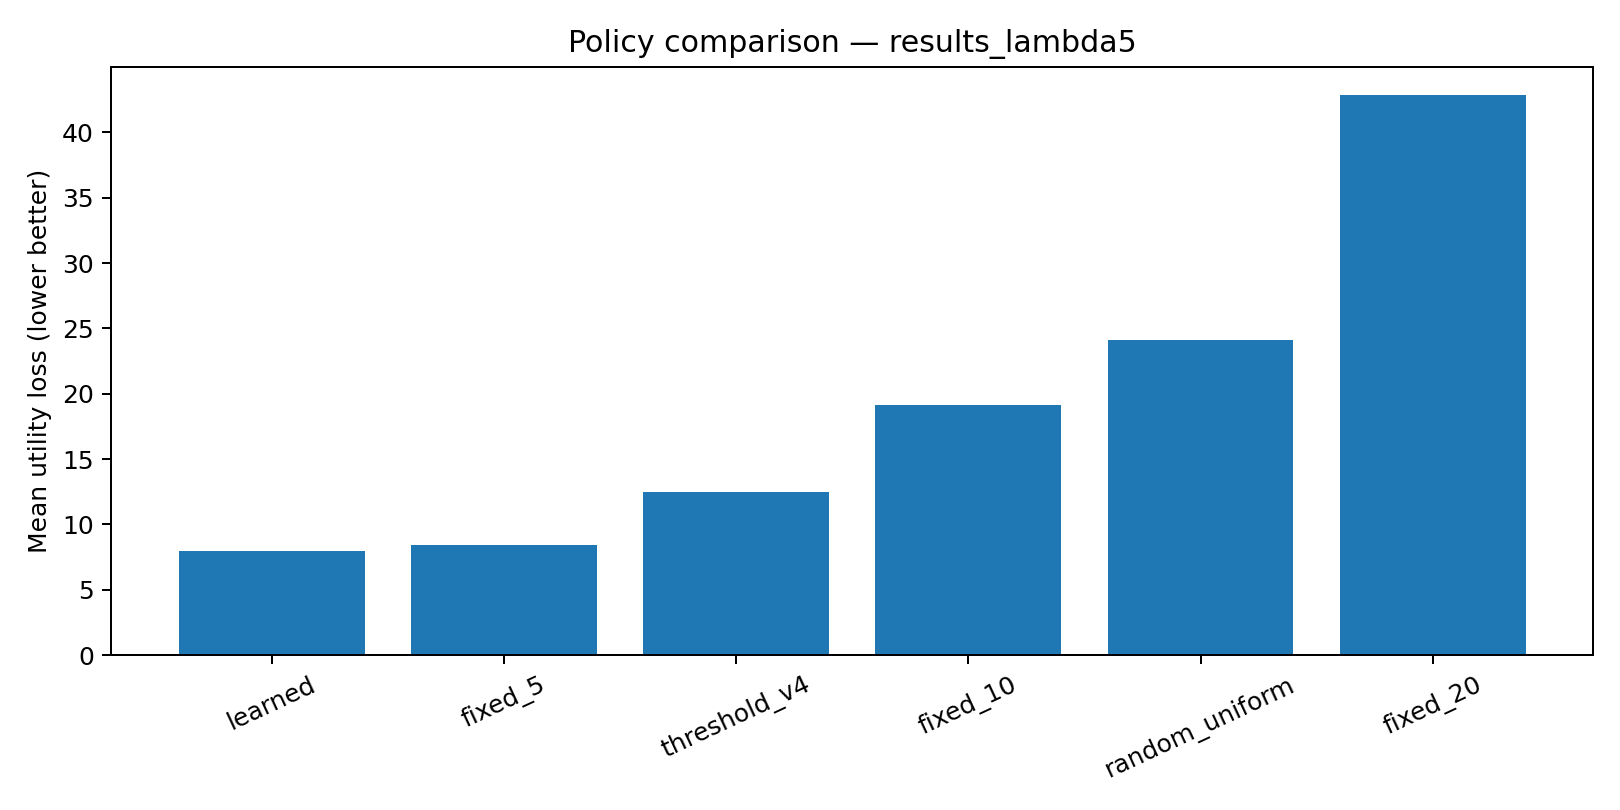 Policy comparison — results_lambda5
Mean utility loss (lower better)
40
35
30
25
20
15
10
5
0
learned
fixed_5
threshold_v4
fixed_10
random_uniform
fixed_20